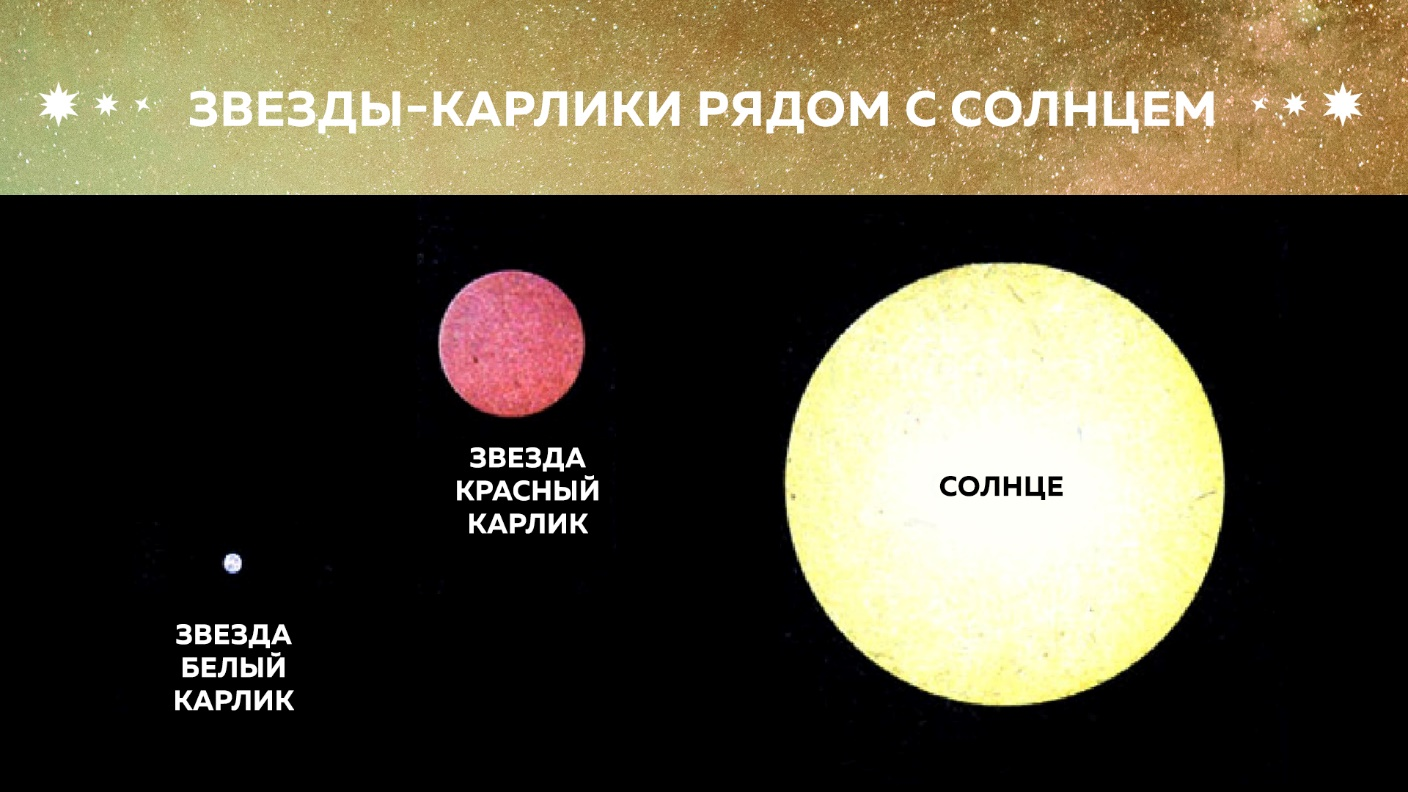 ЗВЕЗДЫ-КАРЛИКИ РЯДОМ С СОЛНЦЕМ
ЗВЕЗДА
КРАСНЫЙ
КАРЛИК
СОЛНЦЕ
ЗВЕЗДА
БЕЛЫЙ
КАРЛИК